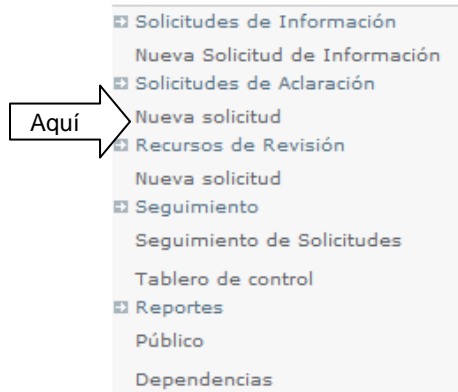 Solicitudes de Información
Nueva Solicitud de Información
Solicitudes de Aclaración
Aquí
Nueva solicitud
Recursos de Revisión
Nueva solicitud
Seguimiento
Seguimiento de Solicitudes
Tablero de control
Reportes
Público
Dependencias